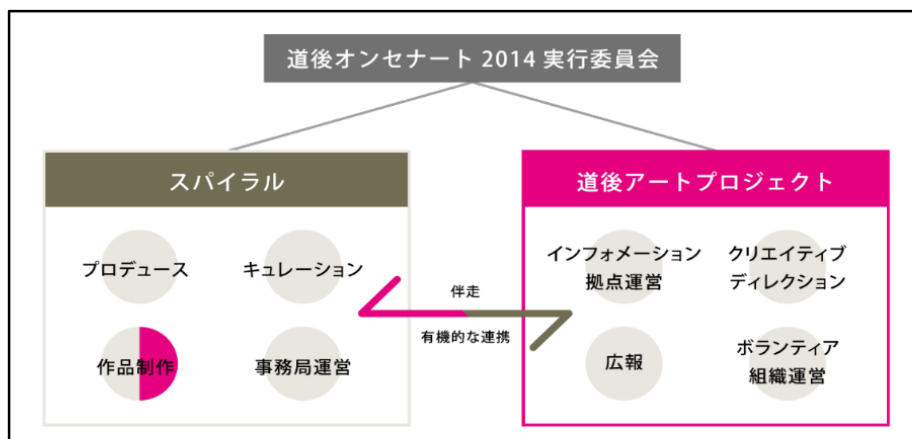 道後オンセナート 2014 実行委員会
スパイラル
プロデュース
キュレーション
作品制作
事務局運営
伴走
有機的な連携
道後アートプロジェクト
インフォメーション
拠点運営
クリエイティブ
ディレクション
広報
ボランティア
組織運営